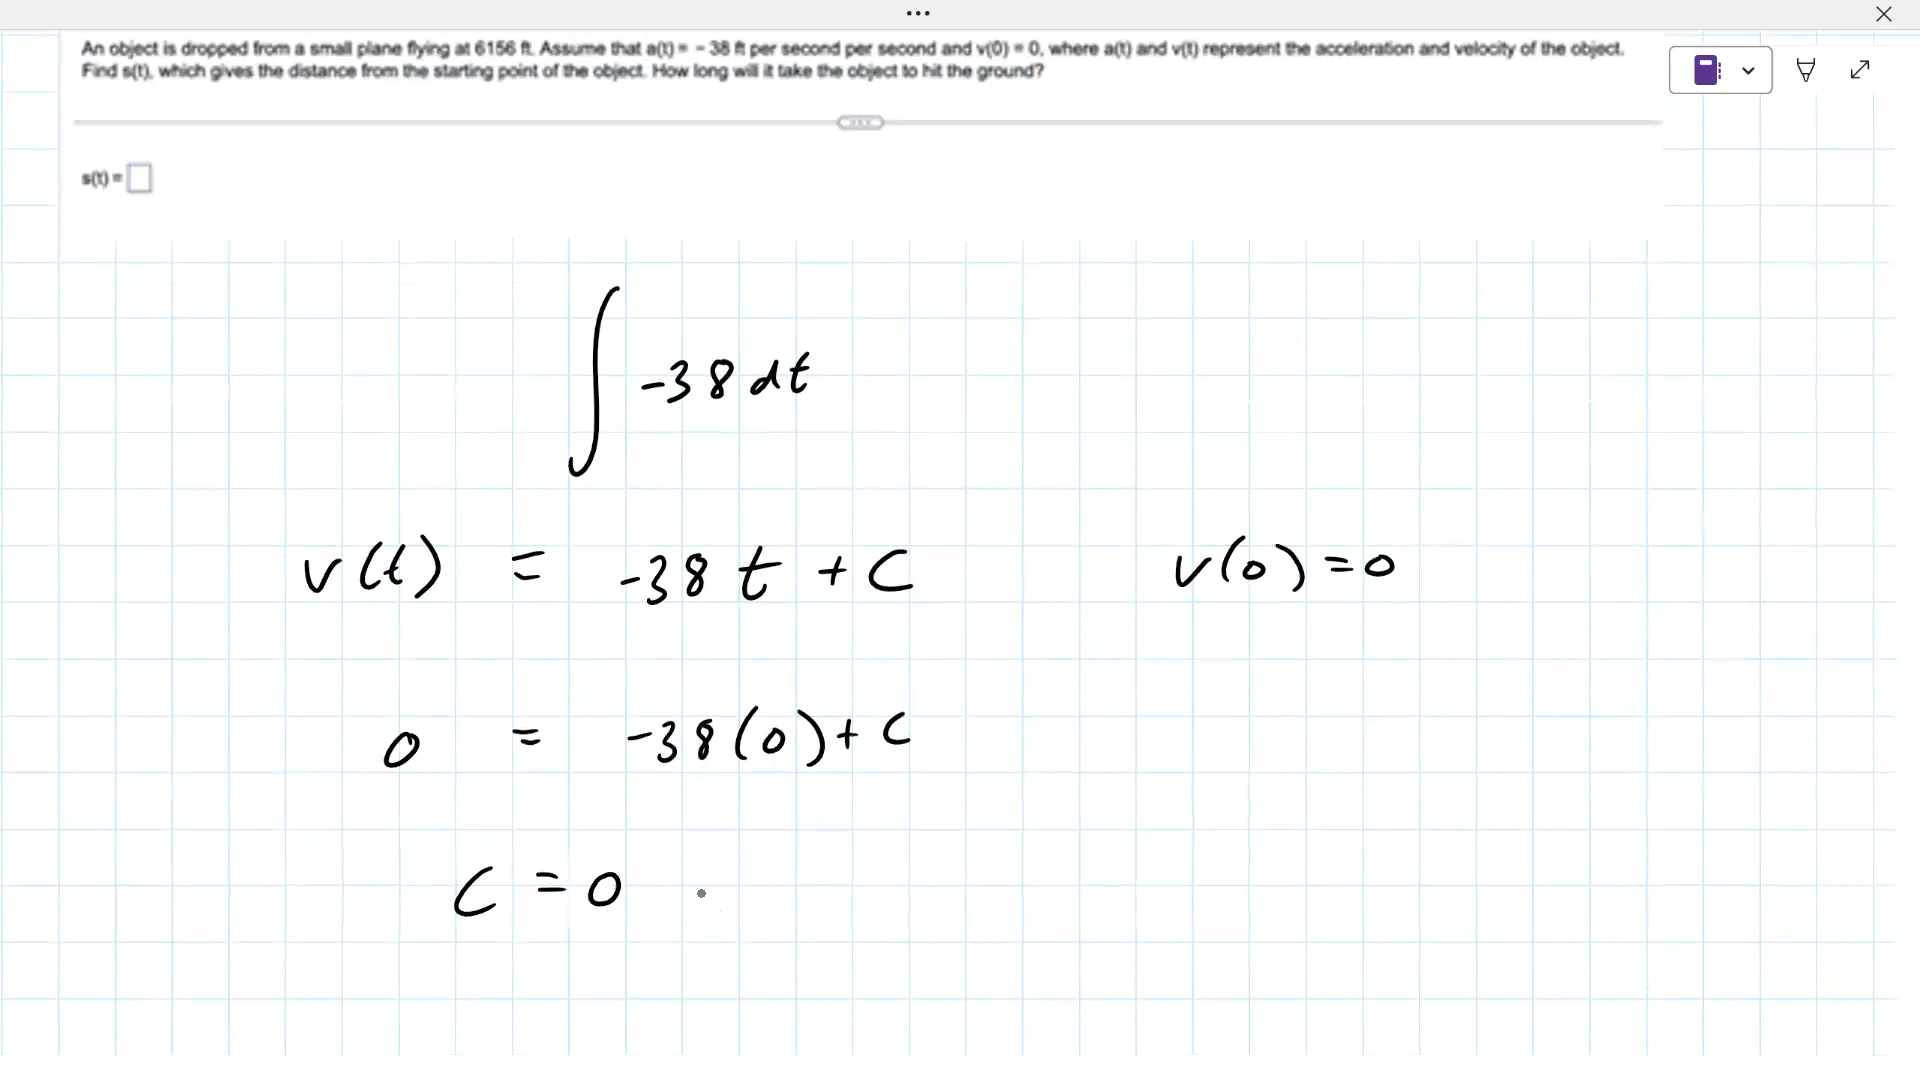 An object is dropped from a small plane flying at 6156 ft. Assume that a(t) = - 38 ft per second per second and v(0) = 0, where a(t) and v(t) represent the acceleration and velocity of the object.
Find s(t), which gives the distance from the starting point of the object. How long will it take the object to hit the ground?
s(t) =
∫ -38 dt
v(t) = -38 t + C
v(0) = 0
0 = -38(0) + C
C = 0